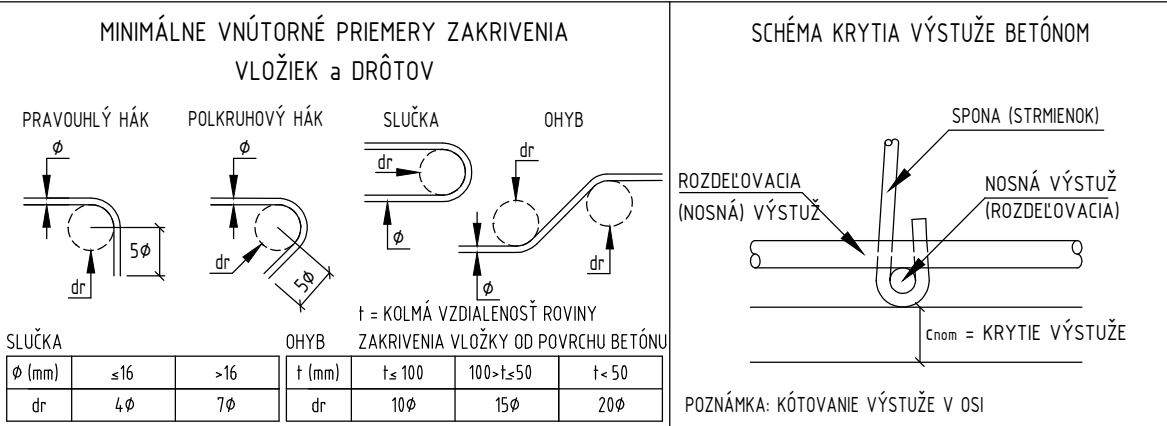 MINIMÁLNE VNÚTORNÉ PRIEMERY ZAKRIVENIA
VLOŽIEK a DRÔTOV
PRAVOUHLÝ HÁK
POLKRUHOVÝ HÁK
SLUČKA
OHYB
ϕ
5ϕ
dr
ϕ
dr
5ϕ
dr
ϕ
dr
dr
ϕ
t = KOLMÁ VZDIALENOSŤ ROVINY
ZAKRIVENIA VLOŽKY OD POVRCHU BETÓNU
SLUČKA
ϕ (mm) ≤16 >16
dr 4ϕ 7ϕ
OHYB
t (mm) t≤ 100 100>t≤50 t< 50
dr 10ϕ 15ϕ 20ϕ
SCHÉMA KRYTIA VÝSTUŽE BETÓNOM
SPONA (STRMIENOK)
ROZDEĽOVACIA
(NOSNÁ) VÝSTUŽ
NOSNÁ VÝSTUŽ
(ROZDEĽOVACIA)
Cnom = KRYTIE VÝSTUŽE
POZNÁMKA: KÓTOVANIE VÝSTUŽE V OSI